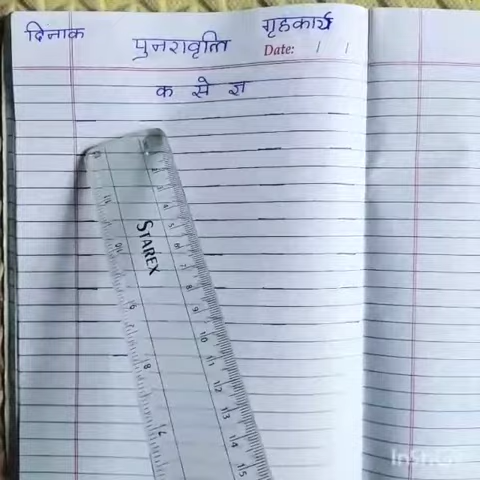 दिनाक गृहकार्य
पुनरावृत्ति Date: / /
क से ज्ञ
STAREX